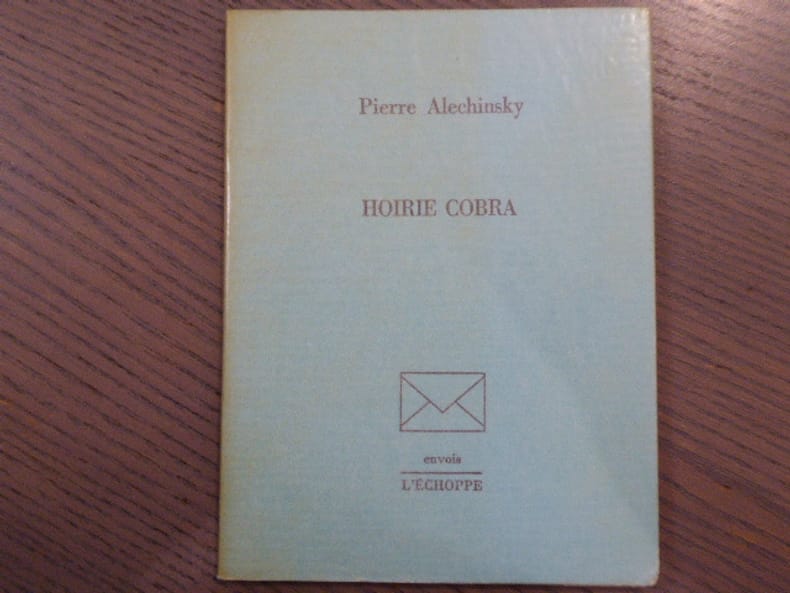 Pierre Alechinsky
HOIRIE COBRA
envois
L'ÉCHOPPE